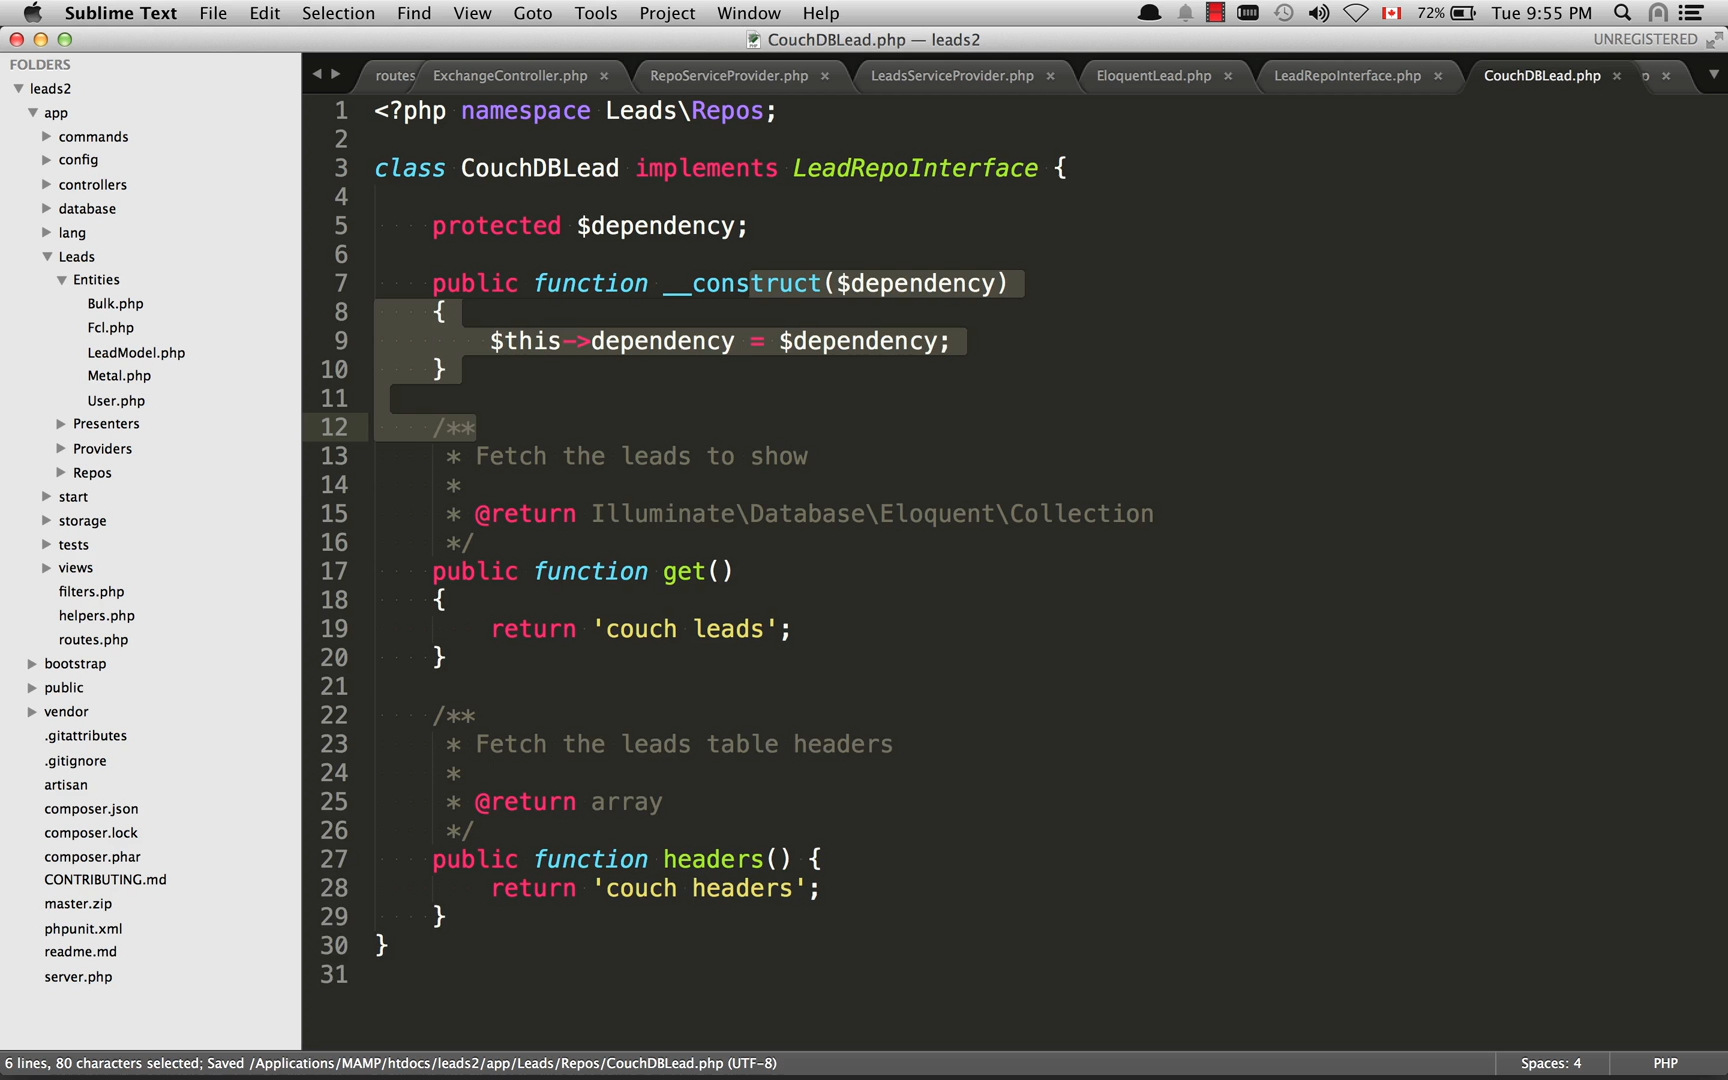 Sublime Text File Edit Selection Find View Goto Tools Project Window Help 72% Tue 9:55 PM
CouchDBLead.php — leads2 UNREGISTERED
FOLDERS
leads2
app
commands
config
controllers
database
lang
Leads
Entities
Bulk.php
Fcl.php
LeadModel.php
Metal.php
User.php
Presenters
Providers
Repos
start
storage
tests
views
filters.php
helpers.php
routes.php
bootstrap
public
vendor
.gitattributes
.gitignore
artisan
composer.json
composer.lock
composer.phar
CONTRIBUTING.md
master.zip
phpunit.xml
readme.md
server.php
routes ExchangeController.php × RepoServiceProvider.php × LeadsServiceProvider.php × EloquentLead.php × LeadRepoInterface.php × CouchDBLead.php × p ×
1 <?php namespace Leads\Repos;
2
3 class CouchDBLead implements LeadRepoInterface {
4
5 protected $dependency;
6
7 public function __construct($dependency)
8 {
9 $this->dependency = $dependency;
10 }
11
12 /**
13 * Fetch the leads to show
14 *
15 * @return Illuminate\Database\Eloquent\Collection
16 */
17 public function get()
18 {
19 return 'couch leads';
20 }
21
22 /**
23 * Fetch the leads table headers
24 *
25 * @return array
26 */
27 public function headers() {
28 return 'couch headers';
29 }
30 }
31
6 lines, 80 characters selected; Saved /Applications/MAMP/htdocs/leads2/app/Leads/Repos/CouchDBLead.php (UTF-8) Spaces: 4 PHP